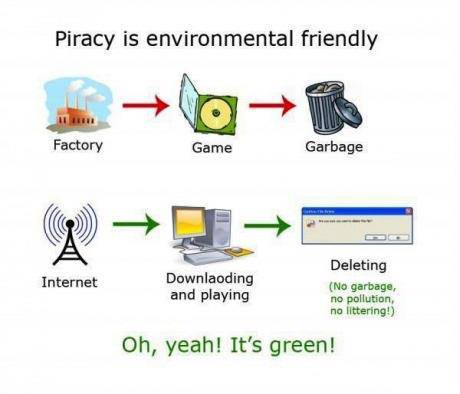 Piracy is environmental friendly
Factory
Game
Garbage
Internet
Downlaoding
and playing
Deleting
(No garbage,
no pollution,
no littering!)
Oh, yeah! It's green!